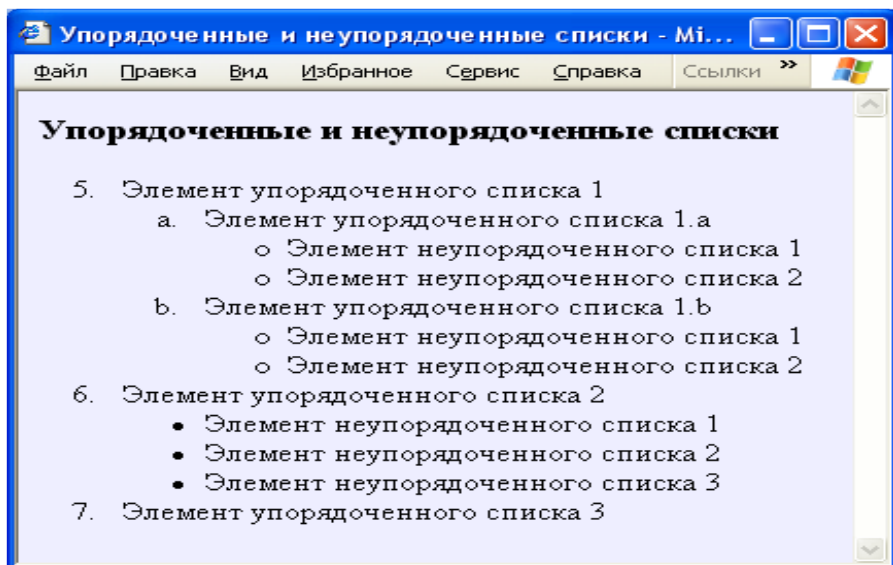 Упорядоченные и неупорядоченные списки - Mi...
Файл Правка Вид Избранное Сервис Справка Ссылки »
Упорядоченные и неупорядоченные списки
5. Элемент упорядоченного списка 1
a. Элемент упорядоченного списка 1.a
o Элемент неупорядоченного списка 1
o Элемент неупорядоченного списка 2
b. Элемент упорядоченного списка 1.b
o Элемент неупорядоченного списка 1
o Элемент неупорядоченного списка 2
6. Элемент упорядоченного списка 2
• Элемент неупорядоченного списка 1
• Элемент неупорядоченного списка 2
• Элемент неупорядоченного списка 3
7. Элемент упорядоченного списка 3